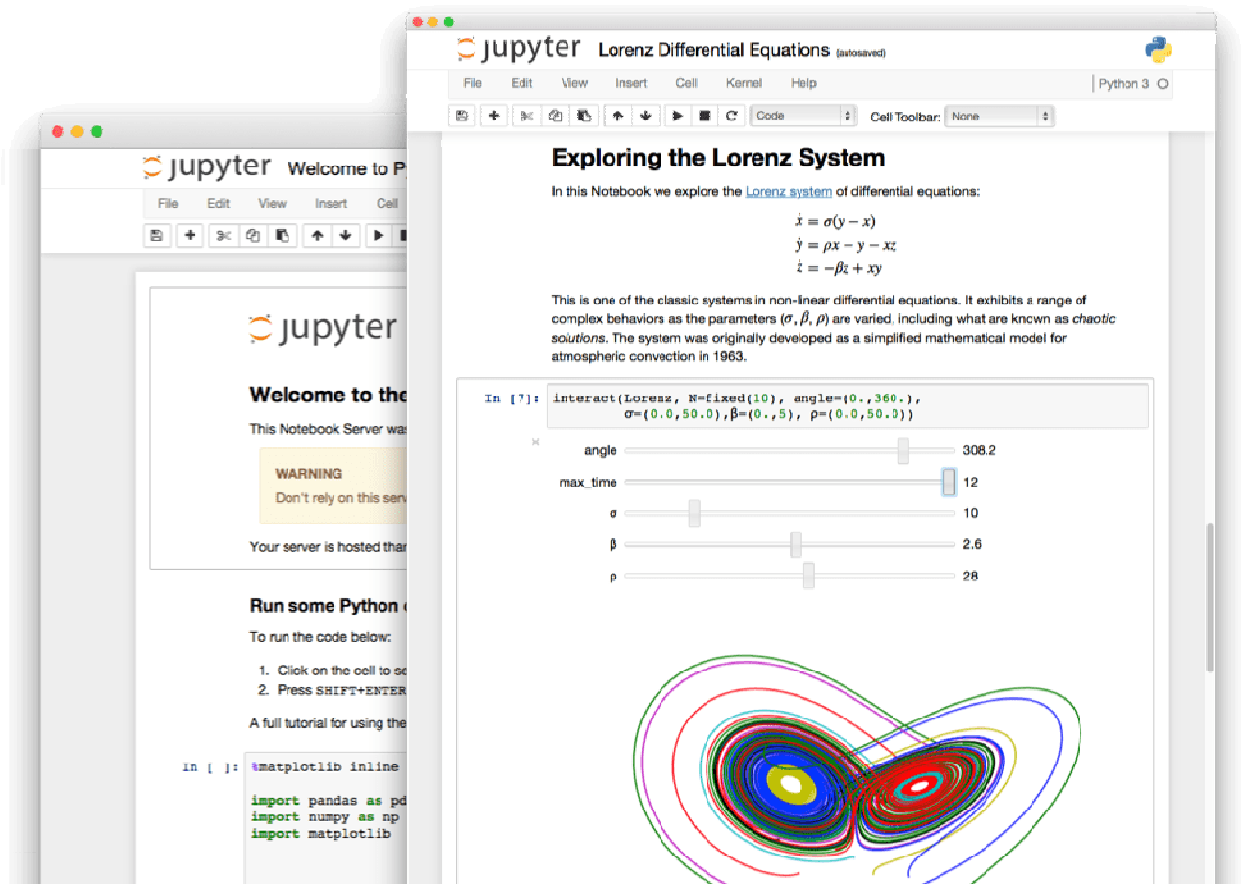 jupyter Lorenz Differential Equations (autosaved)
File Edit View Insert Cell Kernel Help
Python 3
Code Cell Toolbar: None
Exploring the Lorenz System
In this Notebook we explore the Lorenz system of differential equations:
ẋ = σ(y − x)
ẏ = ρx − y − xz
ż = −βz + xy
This is one of the classic systems in non-linear differential equations. It exhibits a range of
complex behaviors as the parameters (σ, β, ρ) are varied, including what are known as chaotic
solutions. The system was originally developed as a simplified mathematical model for
atmospheric convection in 1963.
In [7]: interact(Lorenz, N=fixed(10), angle=(0.,360.),
σ=(0.0,50.0),β=(0.,5), ρ=(0.0,50.0))
angle 308.2
max_time 12
σ 10
β 2.6
ρ 28
jupyter Welcome to P
File Edit View Insert Cell
jupyter
Welcome to the
This Notebook Server was
WARNING
Don't rely on this serv
Your server is hosted than
Run some Python
To run the code below:
1. Click on the cell to se
2. Press SHIFT+ENTER
A full tutorial for using the
In [ ]: %matplotlib inline
import pandas as pd
import numpy as np
import matplotlib